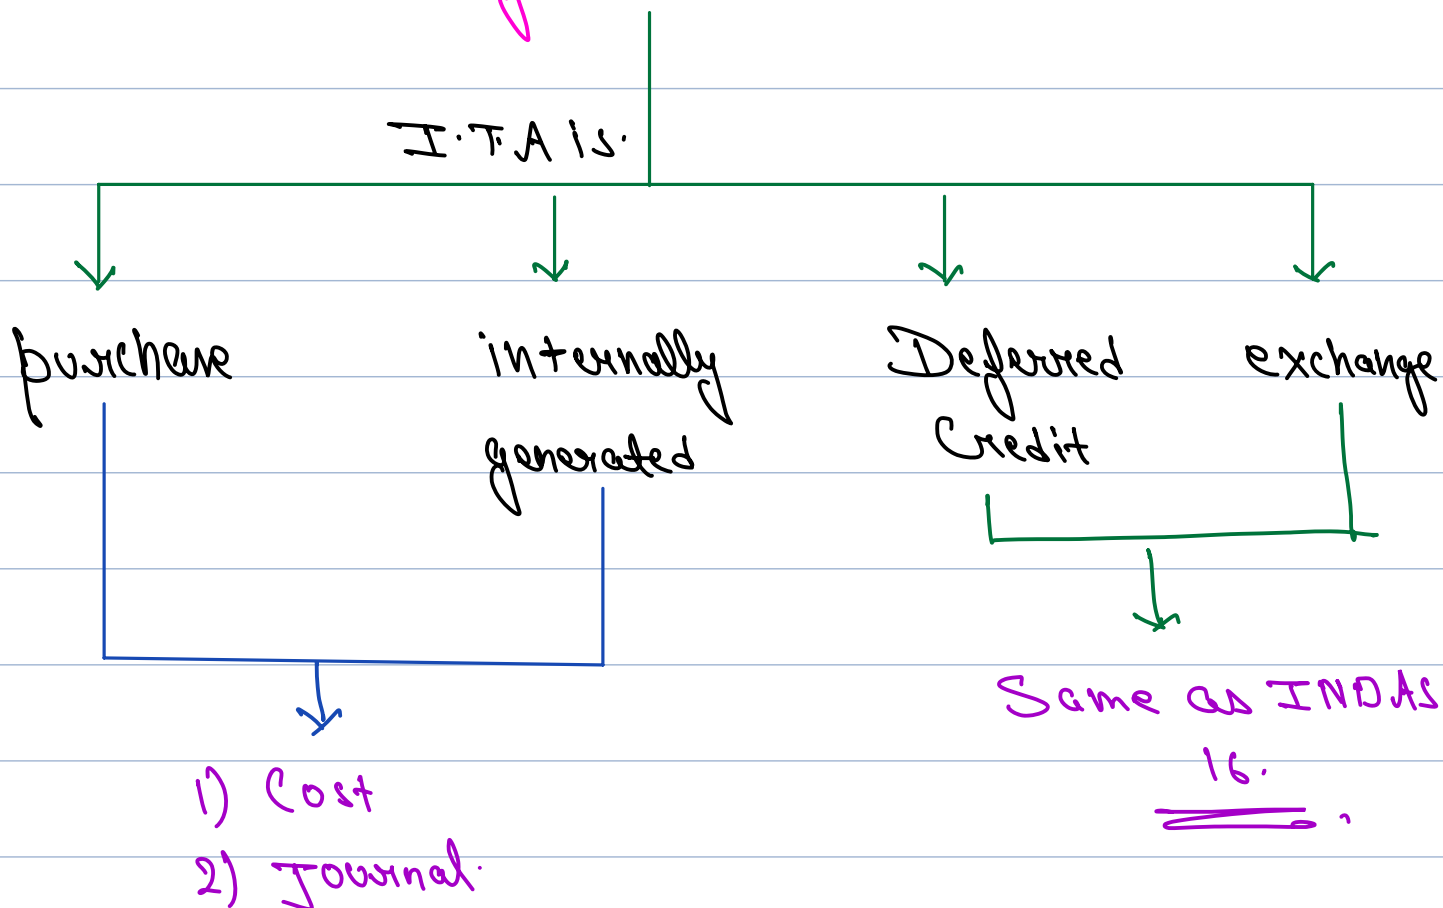 I.T.A is.
purchase
internally
generated
Deferred
Credit
exchange
Same as INDAS
16.
1) Cost
2) Journal.